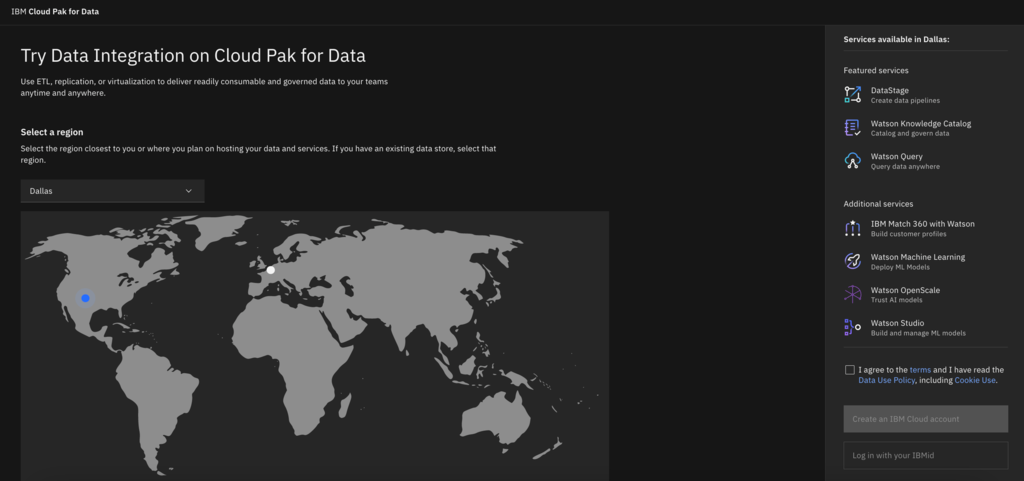 IBM Cloud Pak for Data
Try Data Integration on Cloud Pak for Data
Use ETL, replication, or virtualization to deliver readily consumable and governed data to your teams
anytime and anywhere.
Select a region
Select the region closest to you or where you plan on hosting your data and services. If you have an existing data store, select that
region.
Dallas
Services available in Dallas:
Featured services
DataStage
Create data pipelines
Watson Knowledge Catalog
Catalog and govern data
Watson Query
Query data anywhere
Additional services
IBM Match 360 with Watson
Build customer profiles
Watson Machine Learning
Deploy ML Models
Watson OpenScale
Trust AI models
Watson Studio
Build and manage ML models
I agree to the terms and I have read the
Data Use Policy, including Cookie Use.
Create an IBM Cloud account
Log in with your IBMid